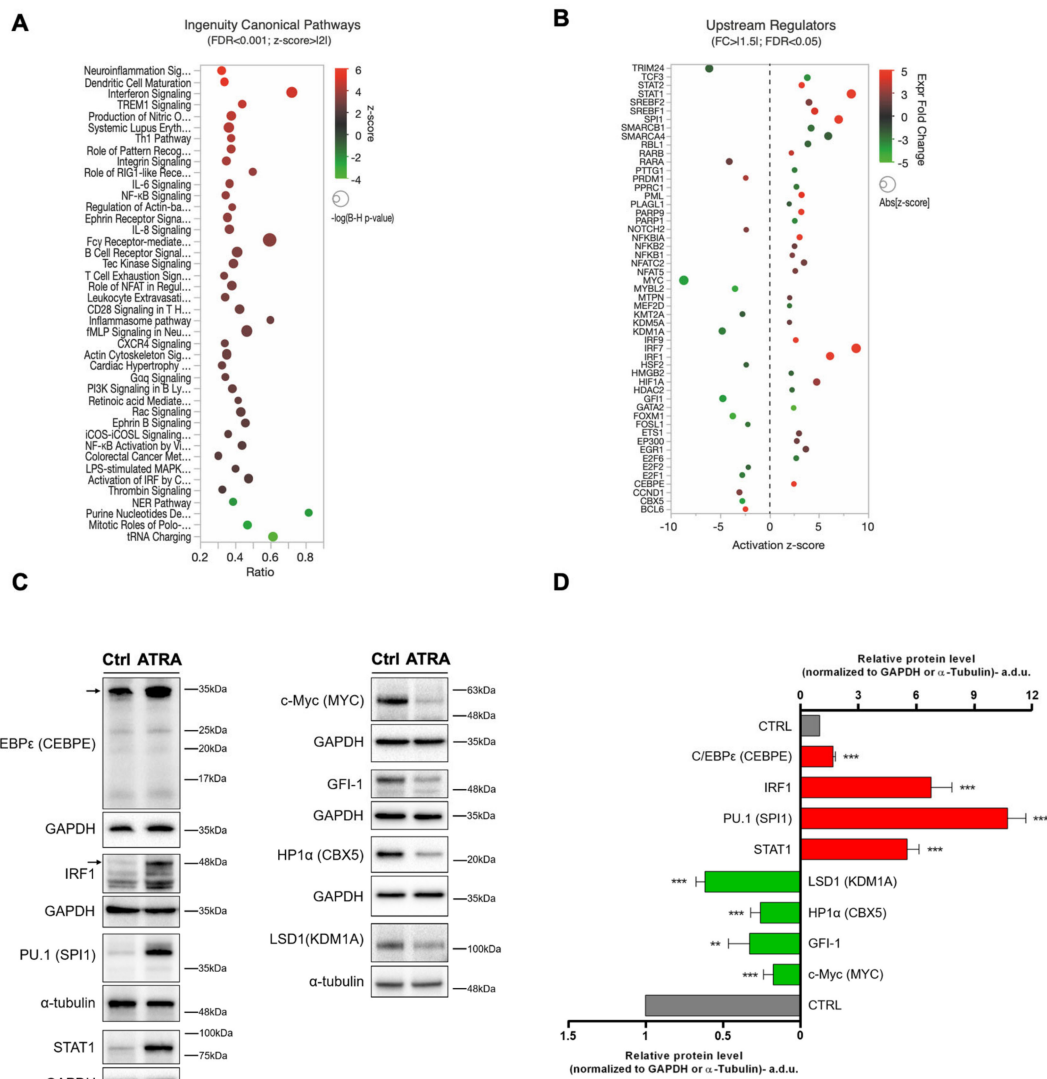 A
Ingenuity Canonical Pathways
(FDR<0.001; z-score>|2|)
Neuroinflammation Sig...
Dendritic Cell Maturation
Interferon Signaling
TREM1 Signaling
Production of Nitric O...
Systemic Lupus Eryth...
Th1 Pathway
Role of Pattern Recog...
Integrin Signaling
Role of RIG1-like Rece...
IL-6 Signaling
NF-κB Signaling
Regulation of Actin-ba...
Ephrin Receptor Signa...
IL-8 Signaling
Fcγ Receptor-mediate...
B Cell Receptor Signal...
Tec Kinase Signaling
T Cell Exhaustion Sign...
Role of NFAT in Regul...
Leukocyte Extravasati...
CD28 Signaling in T H...
Inflammasome pathway
fMLP Signaling in Neu...
CXCR4 Signaling
Actin Cytoskeleton Sig...
Cardiac Hypertrophy ...
Gαq Signaling
PI3K Signaling in B Ly...
Retinoic acid Mediate...
Rac Signaling
Ephrin B Signaling
iCOS-iCOSL Signaling...
NF-κB Activation by Vi...
Colorectal Cancer Met...
LPS-stimulated MAPK...
Activation of IRF by C...
Thrombin Signaling
NER Pathway
Purine Nucleotides De...
Mitotic Roles of Polo-...
tRNA Charging
0.2 0.4 0.6 0.8
Ratio
6
4
2
0
-2
-4
z-score
-log(B-H p-value)
B
Upstream Regulators
(FC>|1.5|; FDR<0.05)
TRIM24
TCF3
STAT2
STAT1
SREBF2
SREBF1
SPI1
SMARCB1
SMARCA4
RBL1
RARB
RARA
PTTG1
PRDM1
PPRC1
PML
PLAGL1
PARP9
PARP1
NOTCH2
NFKBIA
NFKB2
NFKB1
NFATC2
NFAT5
MYC
MYBL2
MTPN
MEF2D
KMT2A
KDM5A
KDM1A
IRF9
IRF7
IRF1
HSF2
HMGB2
HIF1A
HDAC2
GFI1
GATA2
FOXM1
FOSL1
ETS1
EP300
EGR1
E2F6
E2F2
E2F1
CEBPE
CCND1
CBX5
BCL6
-10 -5 0 5 10
Activation z-score
5
3
0
-3
-5
Expr Fold Change
Abs[z-score]
C
Ctrl ATRA
35kDa
25kDa
20kDa
17kDa
EBPε (CEBPE)
GAPDH
35kDa
IRF1
48kDa
GAPDH
35kDa
PU.1 (SPI1)
35kDa
α-tubulin
48kDa
STAT1
100kDa
75kDa
GAPDH
Ctrl ATRA
c-Myc (MYC)
63kDa
48kDa
GAPDH
35kDa
GFI-1
48kDa
GAPDH
35kDa
HP1α (CBX5)
20kDa
GAPDH
35kDa
LSD1(KDM1A)
100kDa
α-tubulin
48kDa
D
Relative protein level
(normalized to GAPDH or α-Tubulin)- a.d.u.
0 3 6 9 12
CTRL
C/EBPε (CEBPE) ***
IRF1 ***
PU.1 (SPI1) ***
STAT1 ***
*** LSD1 (KDM1A)
*** HP1α (CBX5)
** GFI-1
*** c-Myc (MYC)
CTRL
1.5 1 0.5 0
Relative protein level
(normalized to GAPDH or α-Tubulin)- a.d.u.